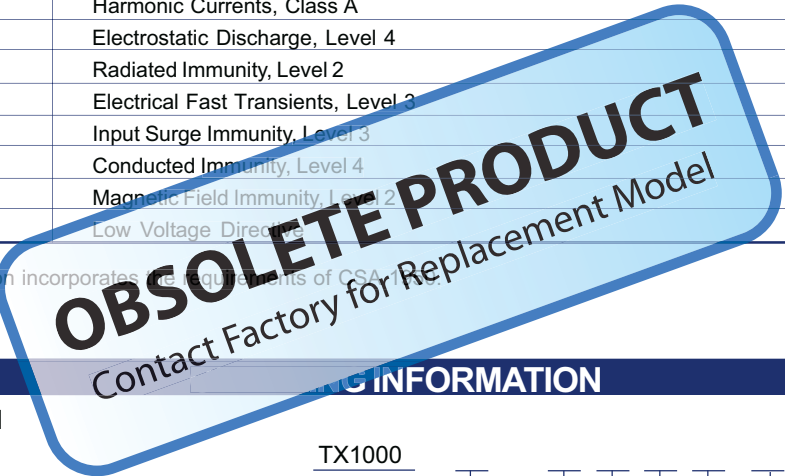 Harmonic Currents, Class A
Electrostatic Discharge, Level 4
Radiated Immunity, Level 2
Electrical Fast Transients, Level 3
Input Surge Immunity, Level 3
Conducted Immunity, Level 4
Magnetic Field Immunity, Level 2
Low Voltage Directive
incorporates the requirements of CSA
OBSOLETE PRODUCT
Contact Factory for Replacement Model
INFORMATION
TX1000